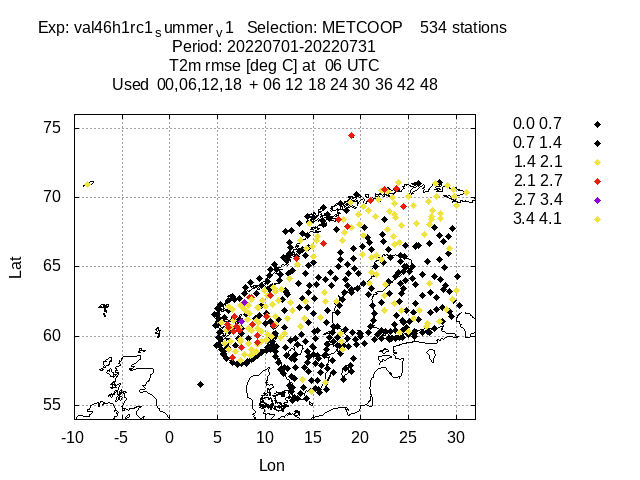 Exp: val46h1rc1summerv1 Selection: METCOOP 534 stations
Period: 20220701-20220731
T2m rmse [deg C] at 06 UTC
Used 00,06,12,18 + 06 12 18 24 30 36 42 48
75
70
65
60
55
Lat
-10 -5 0 5 10 15 20 25 30
Lon
0.0 0.7
0.7 1.4
1.4 2.1
2.1 2.7
2.7 3.4
3.4 4.1